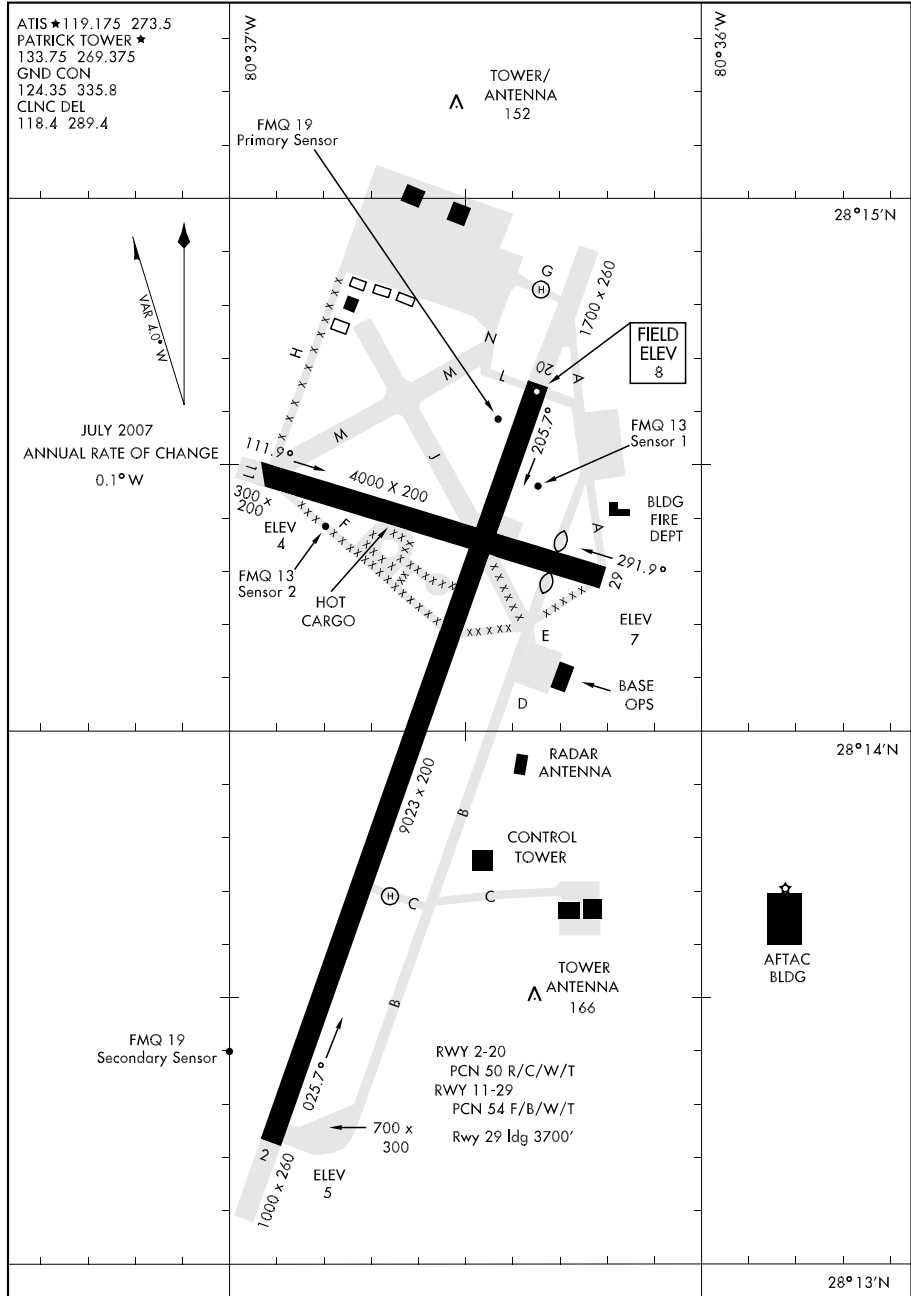 ATIS ★ 119.175 273.5
PATRICK TOWER ★
133.75 269.375
GND CON
124.35 335.8
CLNC DEL
118.4 289.4
80°37'W
80°36'W
TOWER/
ANTENNA
152
FMQ 19
Primary Sensor
28°15'N
VAR 4.0° W
JULY 2007
ANNUAL RATE OF CHANGE
0.1° W
G
H
1700 x 260
FIELD
ELEV
8
N
H
M
L
20
A
M
J
205.7°
FMQ 13
Sensor 1
111.9°
11
4000 X 200
300 x
200
ELEV
4
F
BLDG
FIRE
DEPT
A
291.9°
29
FMQ 13
Sensor 2
HOT
CARGO
ELEV
7
E
BASE
OPS
D
28°14'N
RADAR
ANTENNA
9023 x 200
B
CONTROL
TOWER
H
C
C
AFTAC
BLDG
TOWER
ANTENNA
166
B
FMQ 19
Secondary Sensor
025.7°
RWY 2-20
PCN 50 R/C/W/T
RWY 11-29
PCN 54 F/B/W/T
Rwy 29 ldg 3700'
700 x
300
2
ELEV
5
1000 x 260
28°13'N